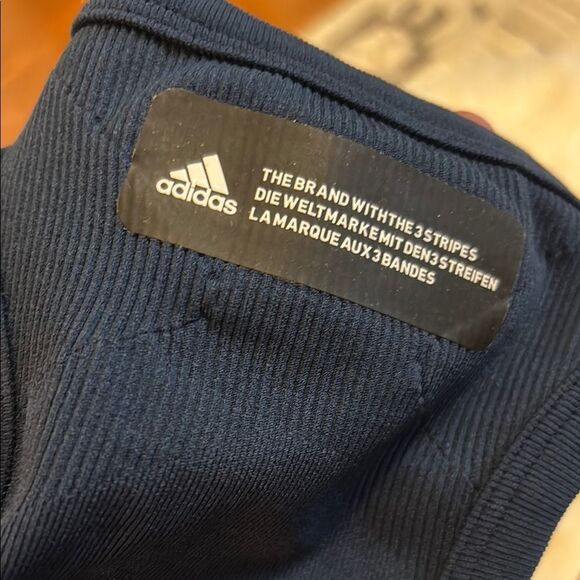 adidas
THE BRAND WITH THE 3 STRIPES
DIE WELTMARKE MIT DEN 3 STREIFEN
LA MARQUE AUX 3 BANDES